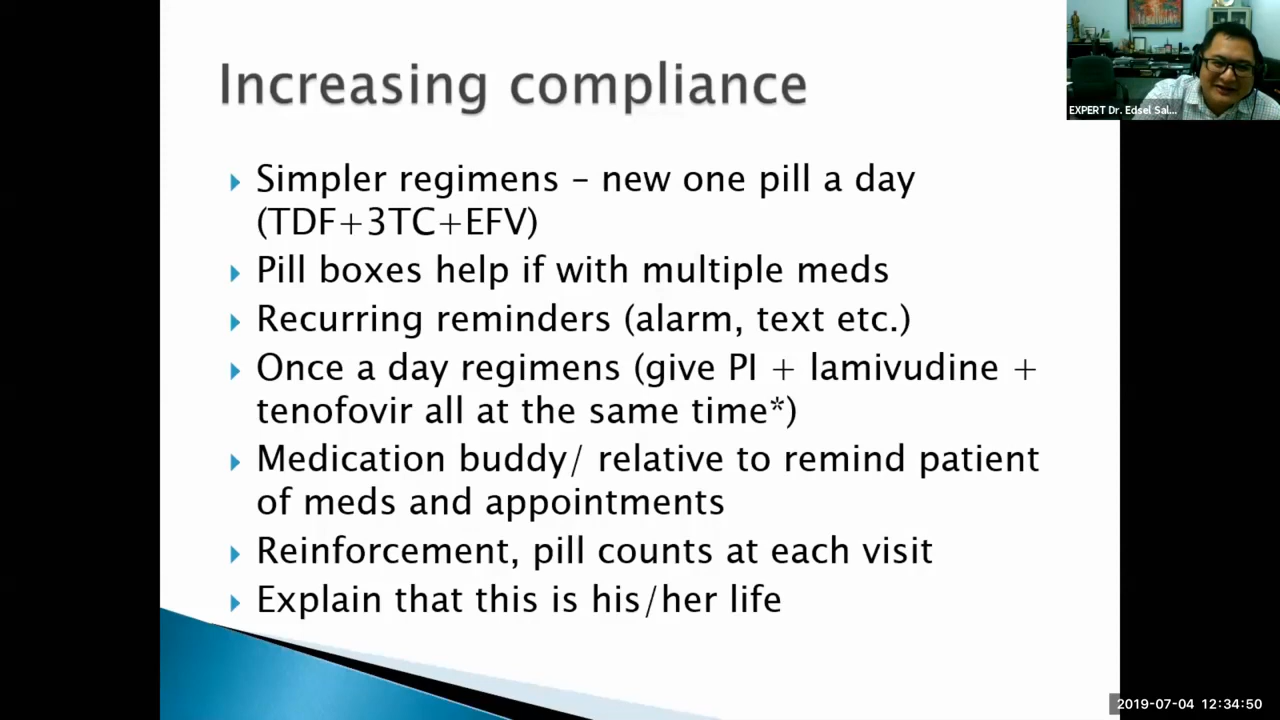 Increasing compliance
EXPERT Dr. Edsel Sal...
Simpler regimens – new one pill a day
(TDF+3TC+EFV)
Pill boxes help if with multiple meds
Recurring reminders (alarm, text etc.)
Once a day regimens (give PI + lamivudine +
tenofovir all at the same time*)
Medication buddy/ relative to remind patient
of meds and appointments
Reinforcement, pill counts at each visit
Explain that this is his/her life
2019-07-04 12:34:50